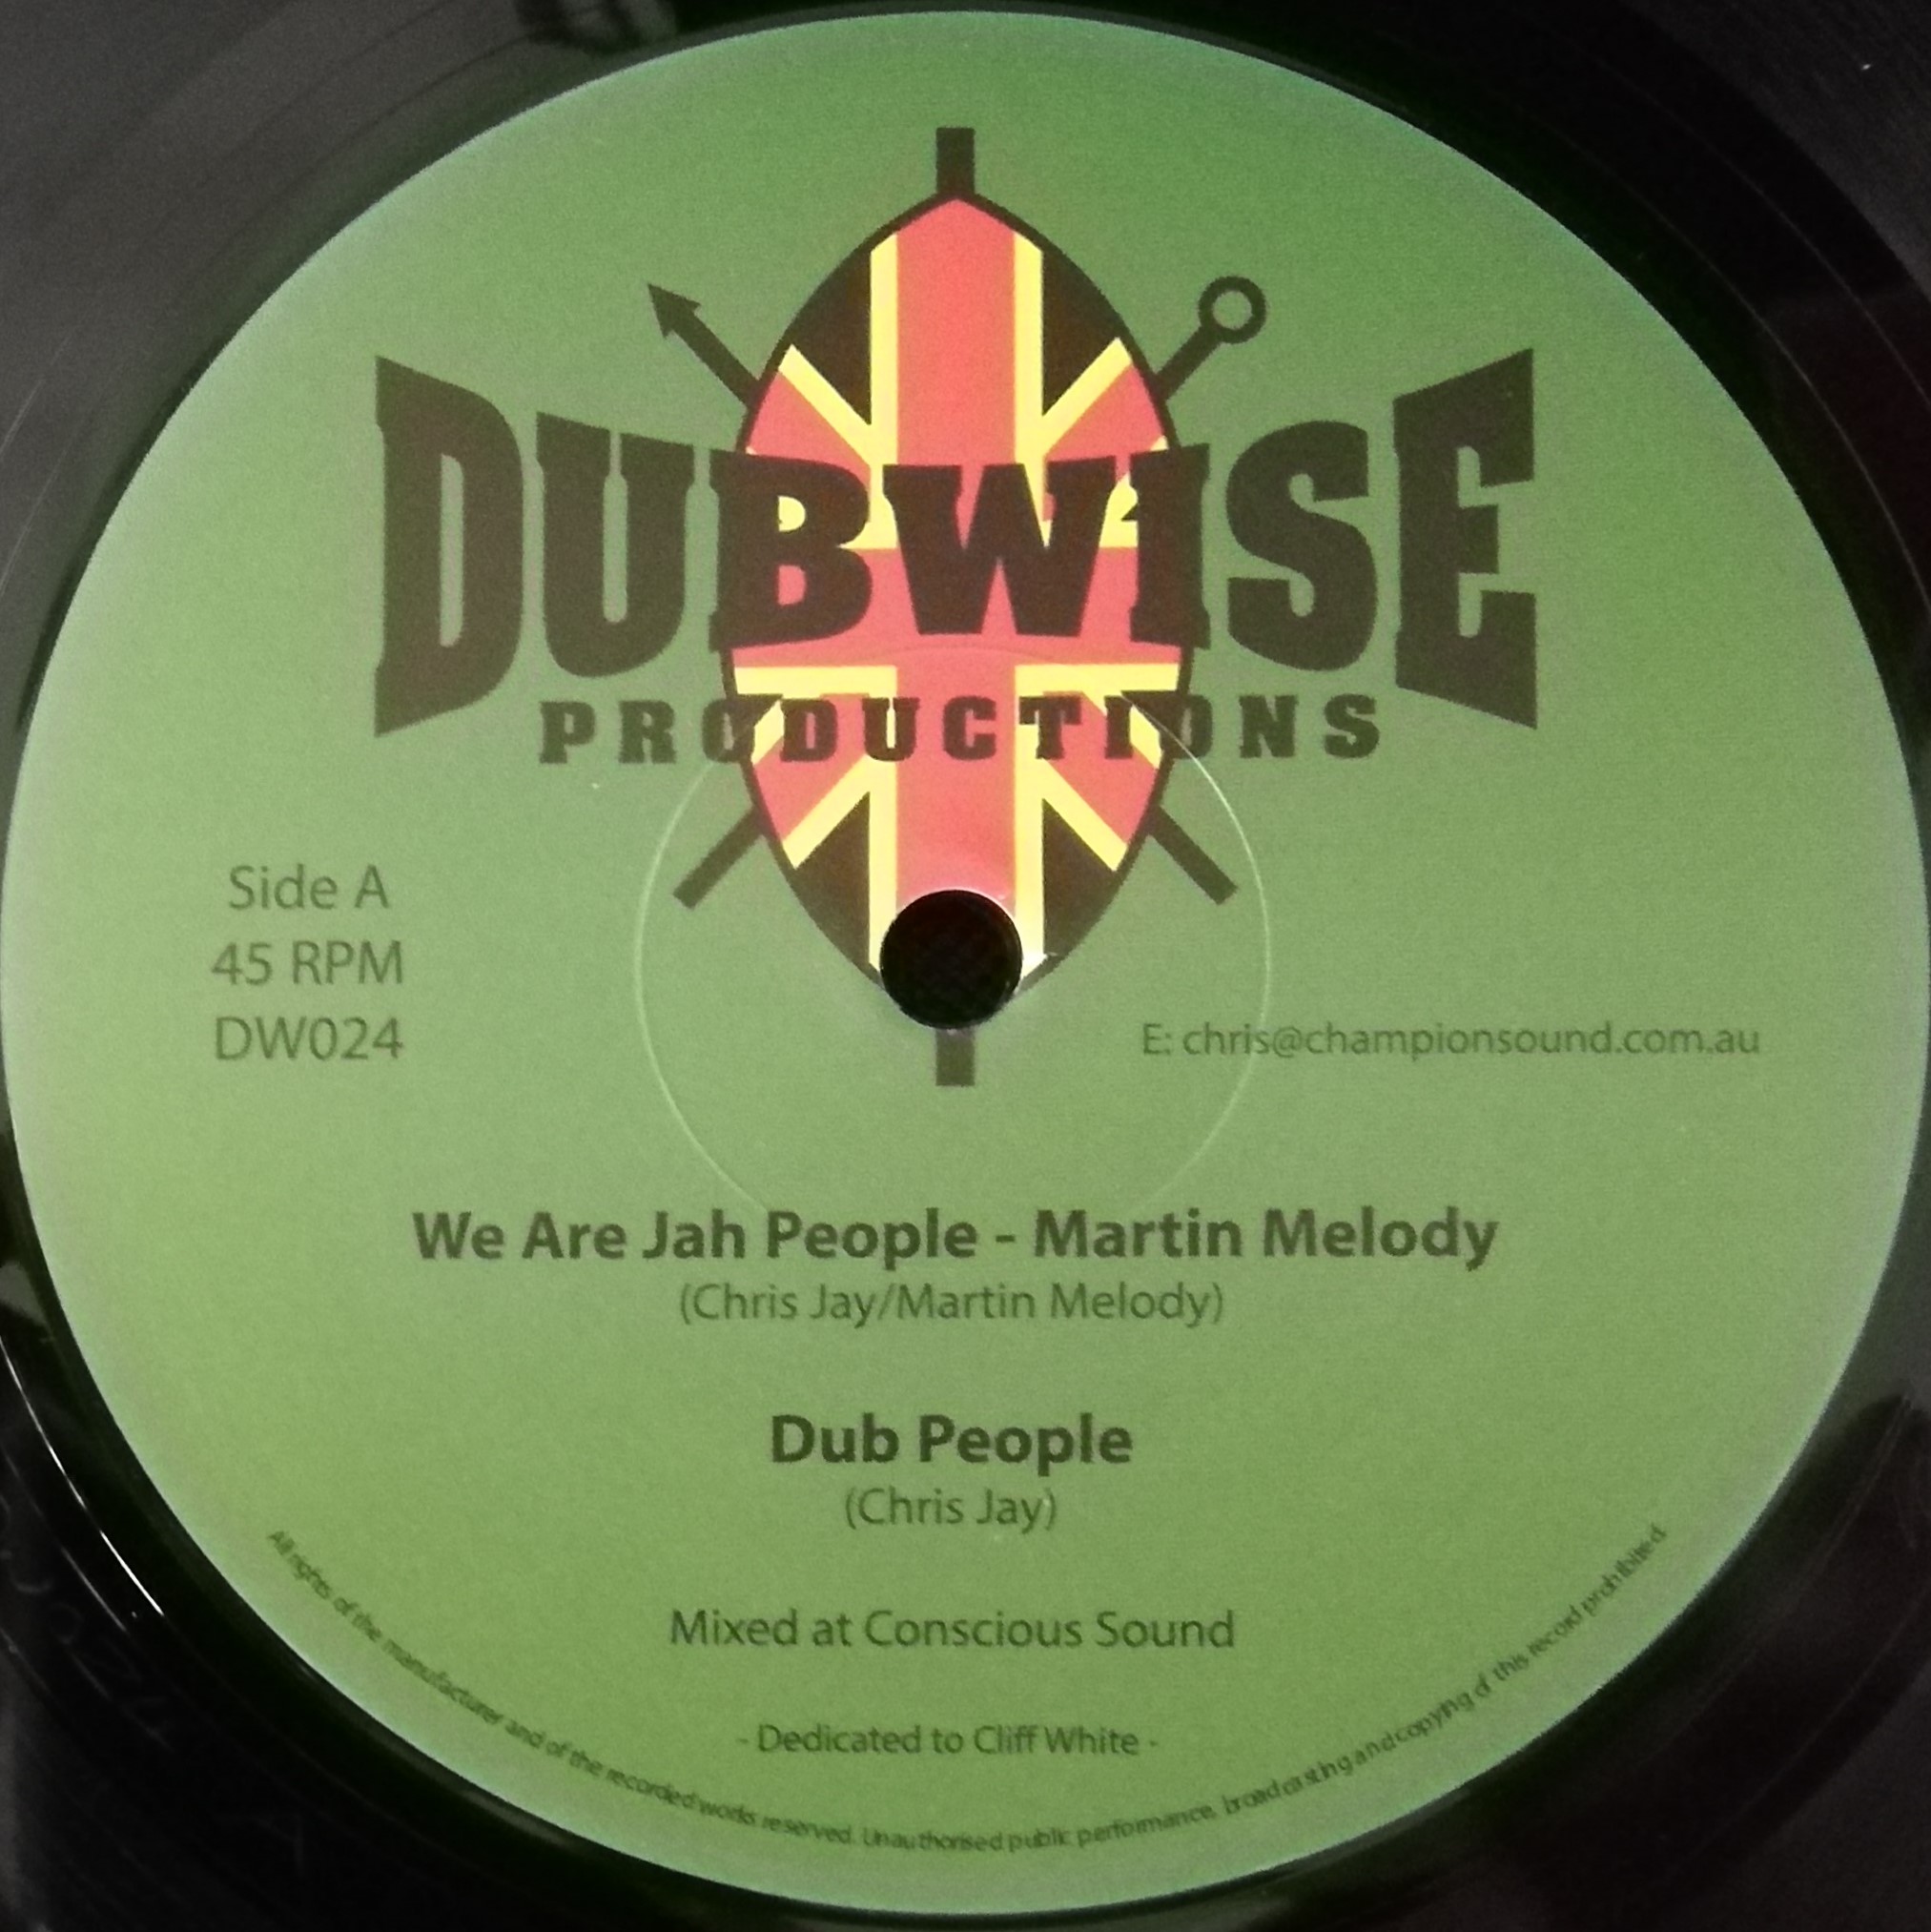 DUBWISE
PRODUCTIONS
Side A
45 RPM
DW024
E: chris@championsound.com.au
We Are Jah People - Martin Melody
(Chris Jay/Martin Melody)
Dub People
(Chris Jay)
Mixed at Conscious Sound
- Dedicated to Cliff White -
All rights of the manufacturer and of the recorded works reserved. Unauthorised public performance, broadcasting and copying of this record prohibited.